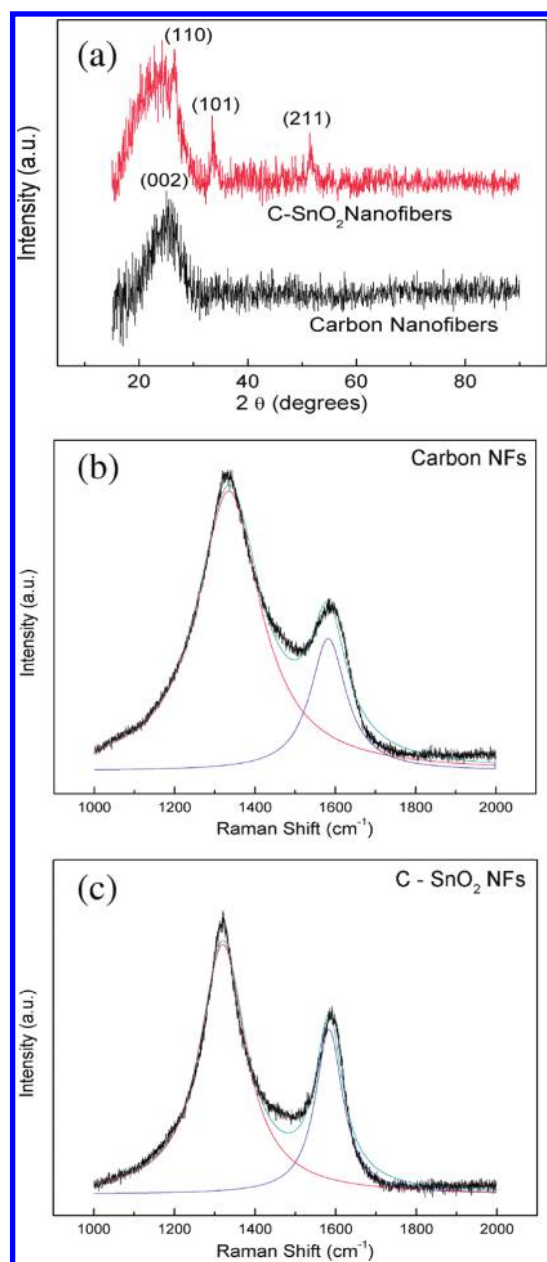 (a)
(110)
(101)
(211)
(002)
C-SnO₂Nanofibers
Carbon Nanofibers
Intensity (a.u.)
20 40 60 80
2 θ (degrees)
(b)
Carbon NFs
Intensity (a.u.)
1000 1200 1400 1600 1800 2000
Raman Shift (cm⁻¹)
(c)
C - SnO₂ NFs
Intensity (a.u.)
1000 1200 1400 1600 1800 2000
Raman Shift (cm⁻¹)